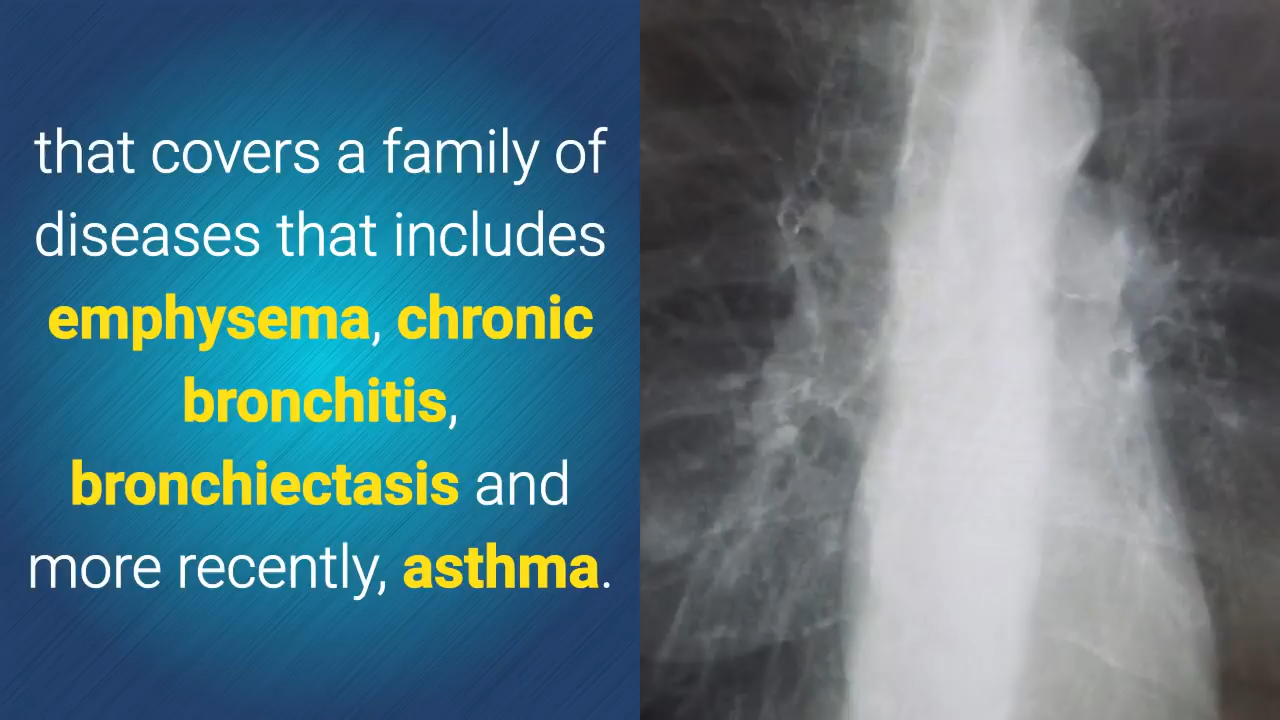 that covers a family of
diseases that includes
emphysema, chronic
bronchitis,
bronchiectasis and
more recently, asthma.